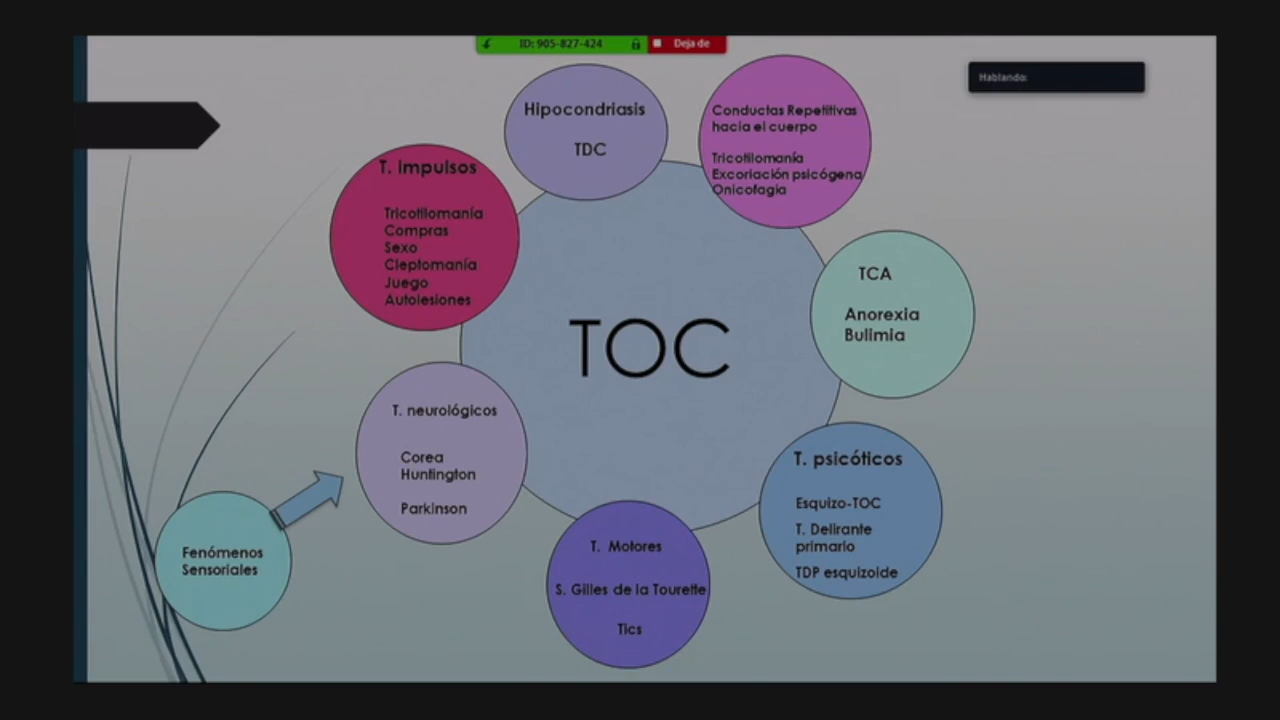 ID: 905-827-424
Deja de
Hablando:
Hipocondriasis
TDC
Conductas Repetitivas
hacia el cuerpo
Tricotilomanía
Excoriación psicógena
Onicofagia
T. impulsos
Tricotilomanía
Compras
Sexo
Cleptomanía
Juego
Autolesiones
TCA
Anorexia
Bulimia
TOC
T. neurológicos
Corea
Huntington
Parkinson
T. psicóticos
Esquizo-TOC
T. Delirante
primario
TDP esquizoide
Fenómenos
Sensoriales
T. Motores
S. Gilles de la Tourette
Tics